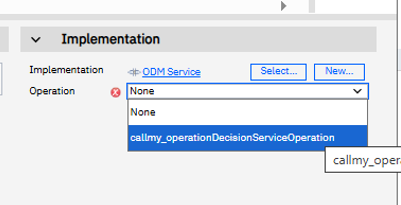 Implementation
Implementation ODM Service Select... New...
Operation None
None
callmy_operationDecisionServiceOperation
callmy_opera